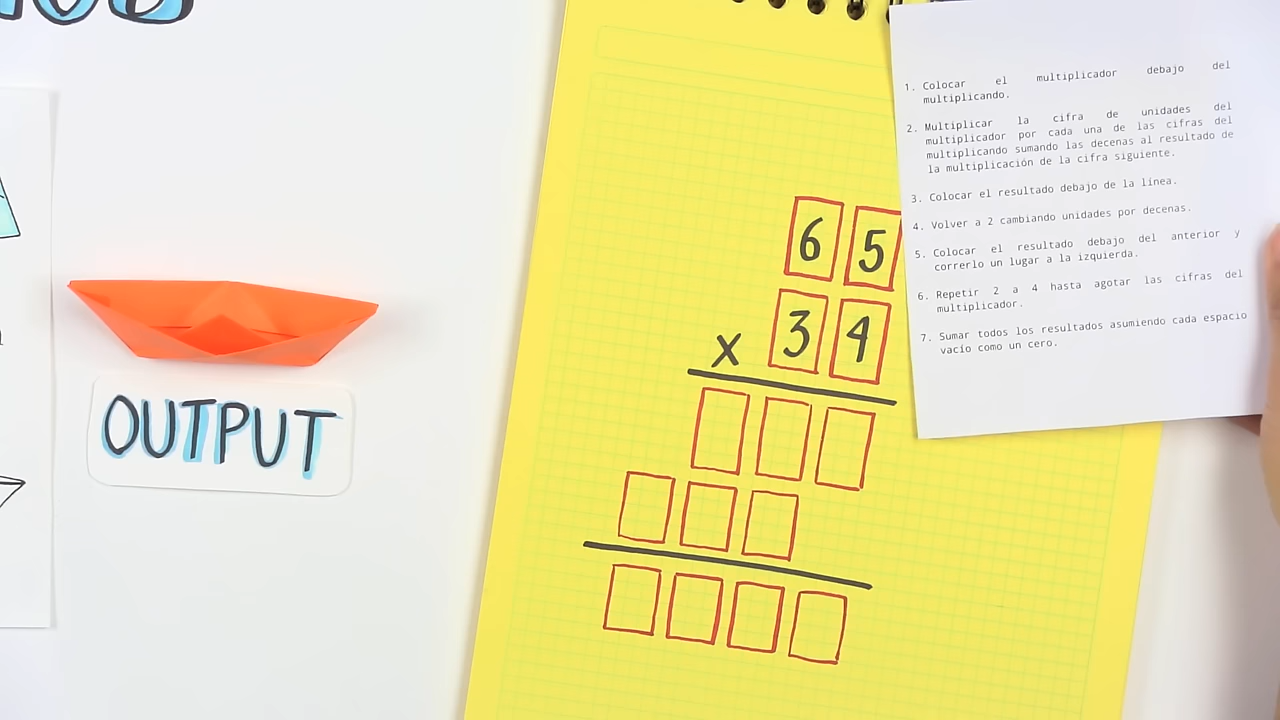 OUTPUT
6 5
x 3 4
1. Colocar el multiplicador debajo del
multiplicando.
2. Multiplicar la cifra de unidades del
multiplicador por cada una de las cifras del
multiplicando sumando las decenas al resultado de
la multiplicación de la cifra siguiente.
3. Colocar el resultado debajo de la línea.
4. Volver a 2 cambiando unidades por decenas.
5. Colocar el resultado debajo del anterior y
correrlo un lugar a la izquierda.
6. Repetir 2 a 4 hasta agotar las cifras del
multiplicador.
7. Sumar todos los resultados asumiendo cada espacio
vacío como un cero.